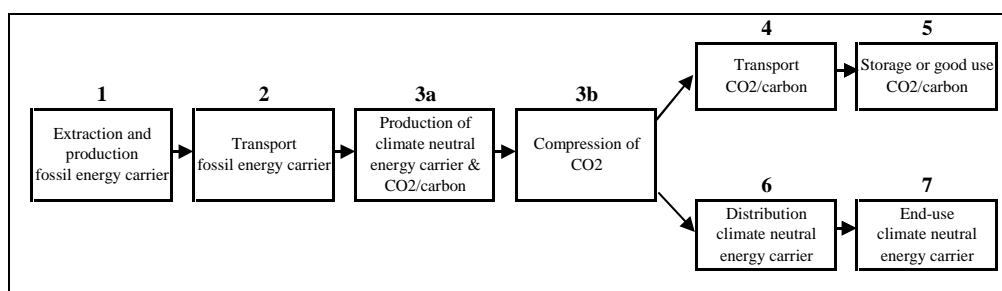 1
Extraction and
production
fossil energy carrier
2
Transport
fossil energy carrier
3a
Production of
climate neutral
energy carrier &
CO2/carbon
3b
Compression of
CO2
4
Transport
CO2/carbon
5
Storage or good use
CO2/carbon
6
Distribution
climate neutral
energy carrier
7
End-use
climate neutral
energy carrier